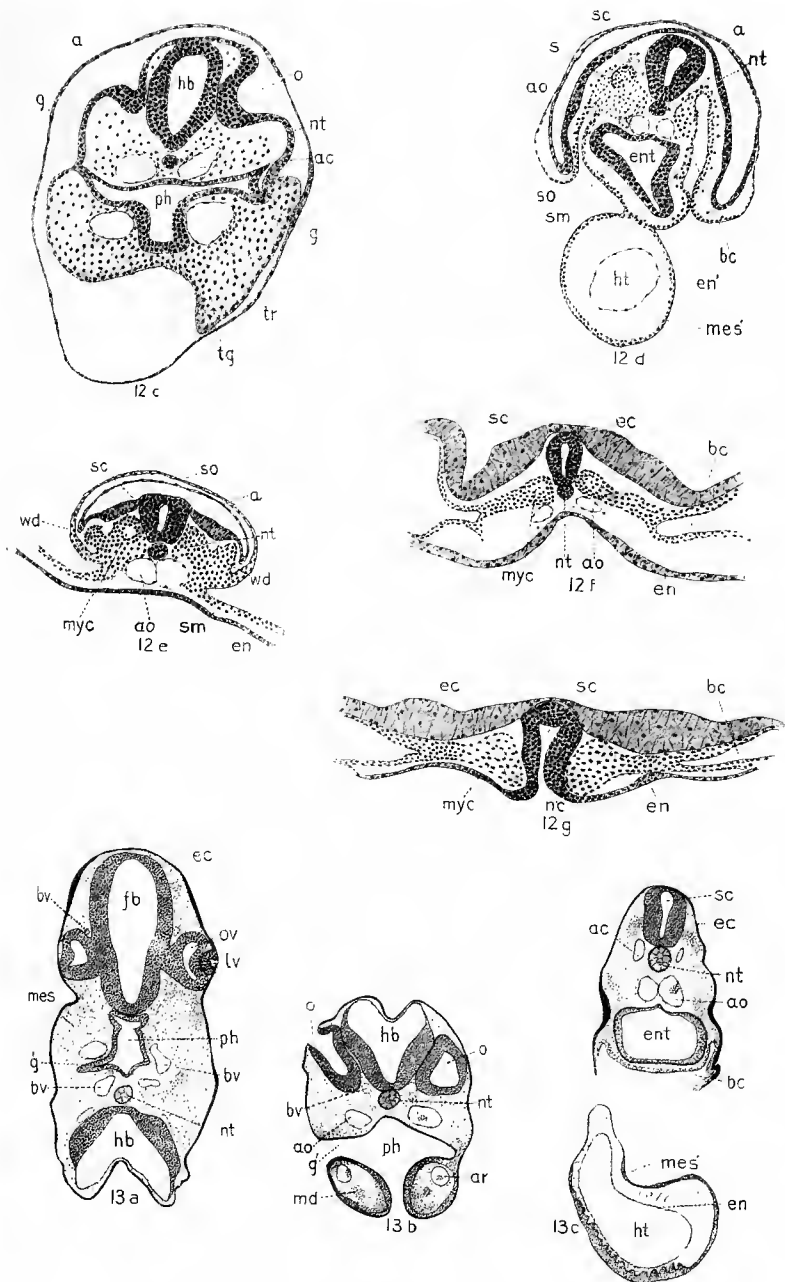 a
g
hb
o
nt
ac
ph
g
tr
tg
12 c
sc
a
s
nt
ao
ent
so
sm
bc
ht
en'
mes'
12 d
sc
so
a
wd
nt
wd
myc
ao
sm
12 e
en
sc
ec
bc
nt
ao
myc
12 f
en
ec
sc
bc
myc
nc
en
12 g
ec
bv
fb
ov
lv
mes
ph
g'
bv
bv
nt
hb
13 a
o
hb
o
bv
nt
ao
g'
ph
md
ar
13 b
sc
ac
ec
nt
ao
ent
bc
mes'
en
13 c
ht